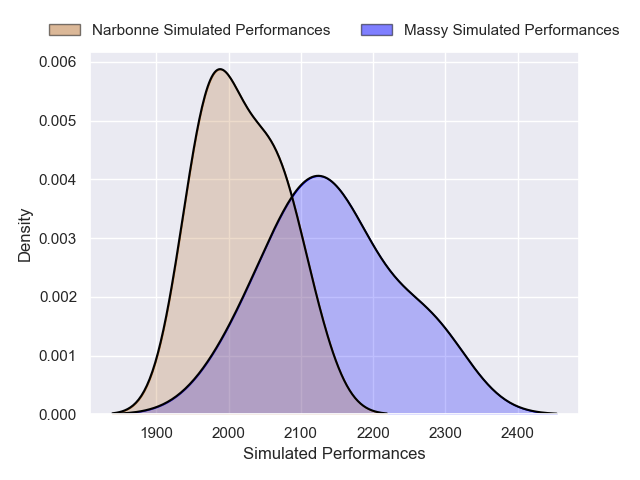 Narbonne Simulated Performances Massy Simulated Performances
0.006
0.005
0.004
0.003
0.002
0.001
0.000
Density
1900 2000 2100 2200 2300 2400
Simulated Performances